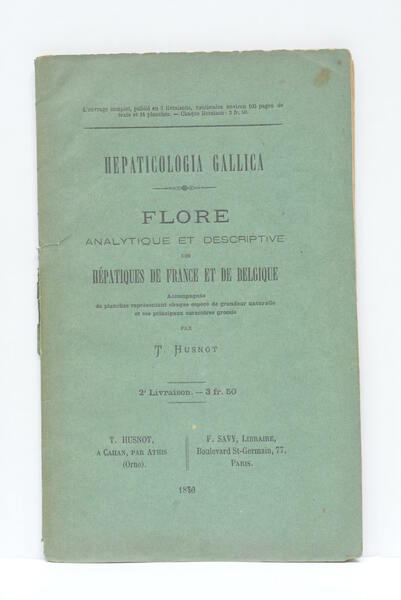 L'ouvrage complet, publié en 3 livraisons, contiendra environ 105 pages de
texte et 14 planches. — Chaque livraison : 3 fr. 50.
HEPATICOLOGIA GALLICA
FLORE
ANALYTIQUE ET DESCRIPTIVE
DES
HÉPATIQUES DE FRANCE ET DE BELGIQUE
Accompagnée
de planches représentant chaque espèce de grandeur naturelle
et ses principaux caractères grossis
PAR
T. HUSNOT
2e Livraison. — 3 fr. 50
T. HUSNOT,
A CAHAN, PAR ATHIS
(Orne).
F. SAVY, LIBRAIRE,
Boulevard St-Germain, 77,
PARIS.